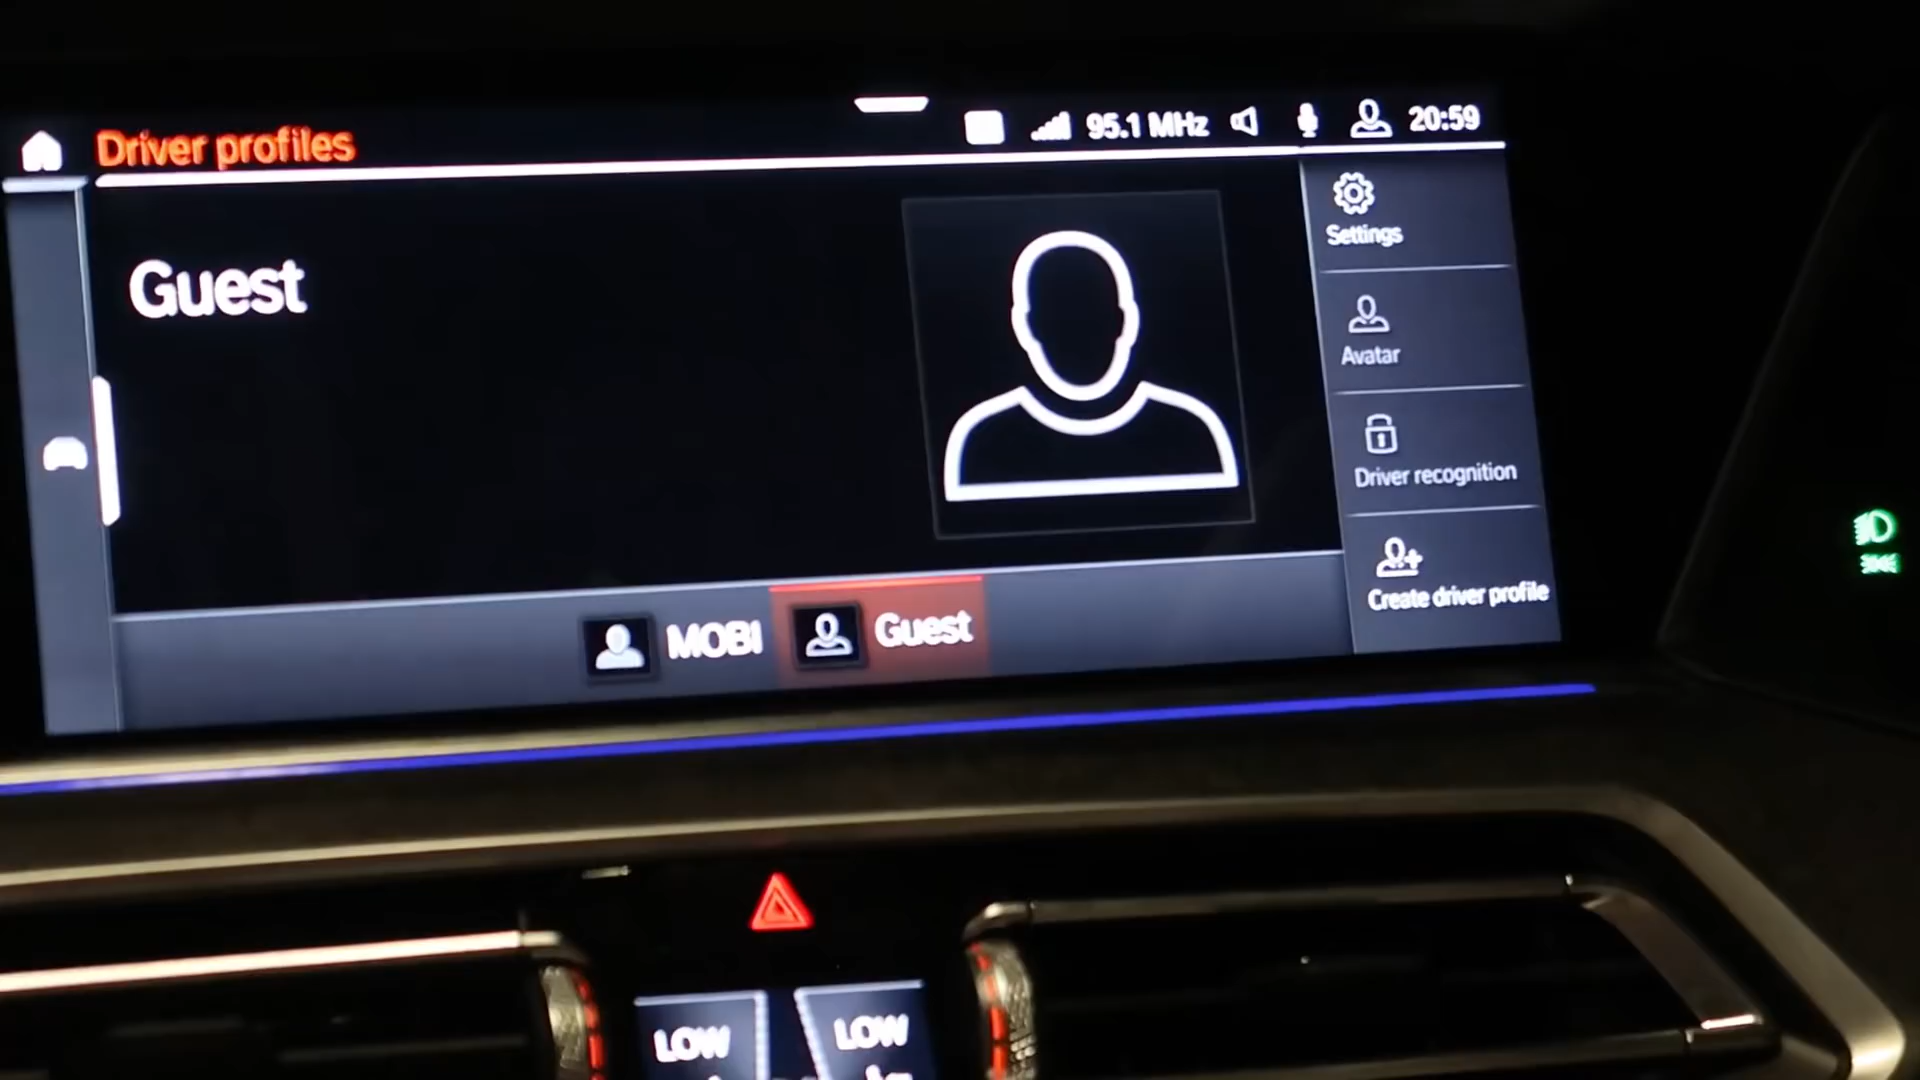 Driver profiles
95.1 MHz
20:59
Guest
Settings
Avatar
Driver recognition
Create driver profile
MOBI
Guest
LOW
LOW